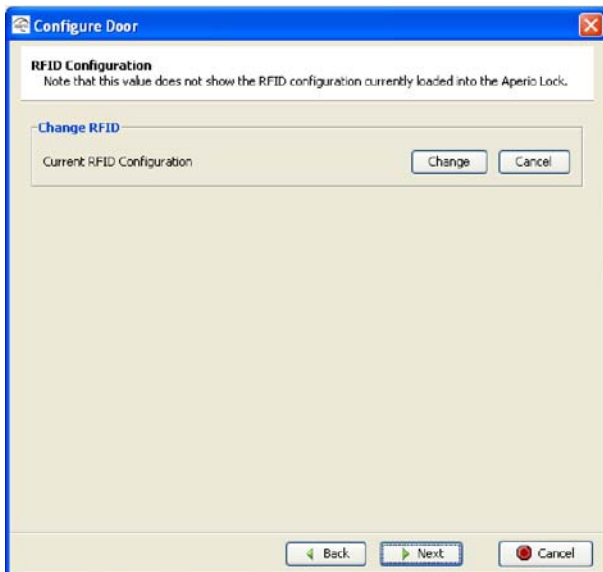 Configure Door
RFID Configuration
Note that this value does not show the RFID configuration currently loaded into the Aperio Lock.
Change RFID
Current RFID Configuration Change Cancel
Back Next Cancel